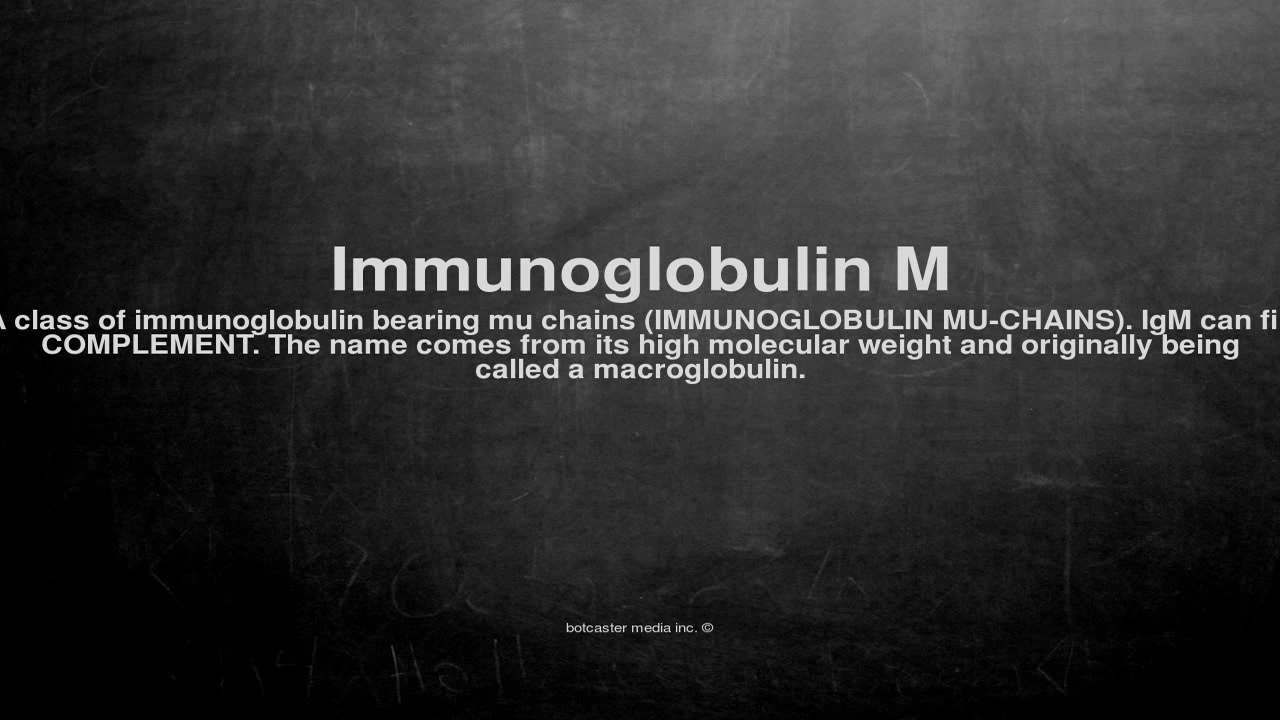 Immunoglobulin M
A class of immunoglobulin bearing mu chains (IMMUNOGLOBULIN MU-CHAINS). IgM can fi
COMPLEMENT. The name comes from its high molecular weight and originally being
called a macroglobulin.
botcaster media inc. ©